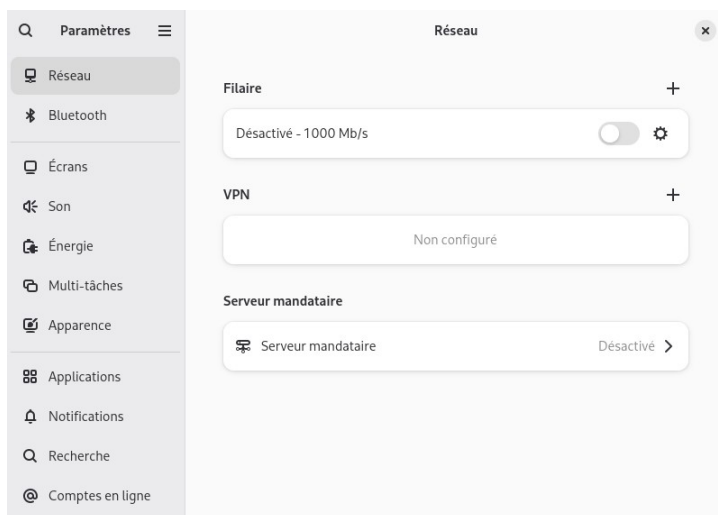 Paramètres
Réseau
Bluetooth
Écrans
Son
Énergie
Multi-tâches
Apparence
Applications
Notifications
Recherche
Comptes en ligne
Réseau
Filaire
Désactivé - 1000 Mb/s
VPN
Non configuré
Serveur mandataire
Serveur mandataire Désactivé